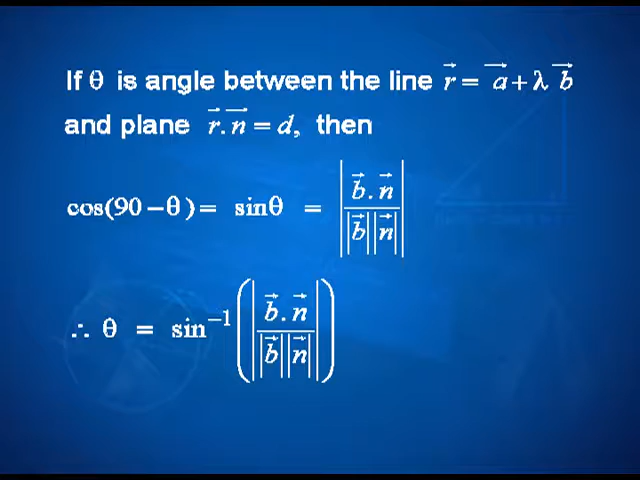 If θ is angle between the line r⃗ = a⃗ + λ b⃗
and plane r⃗ . n⃗ = d, then
cos(90 − θ) = sinθ = | b⃗ . n⃗ / |b⃗||n⃗| |
∴ θ = sin⁻¹ ( | b⃗ . n⃗ / |b⃗||n⃗| | )